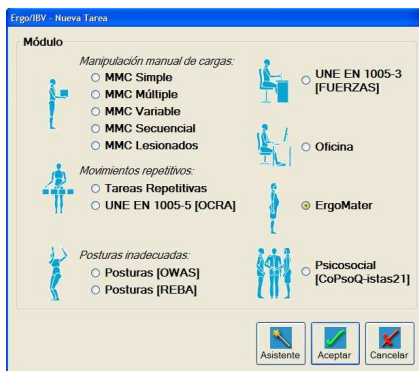 Ergo/IBV - Nueva Tarea
Módulo
Manipulación manual de cargas:
MMC Simple
MMC Múltiple
MMC Variable
MMC Secuencial
MMC Lesionados
Movimientos repetitivos:
Tareas Repetitivas
UNE EN 1005-5 [OCRA]
Posturas inadecuadas:
Posturas [OWAS]
Posturas [REBA]
UNE EN 1005-3
[FUERZAS]
Oficina
ErgoMater
Psicosocial
[CoPsoQ-istas21]
Asistente
Aceptar
Cancelar